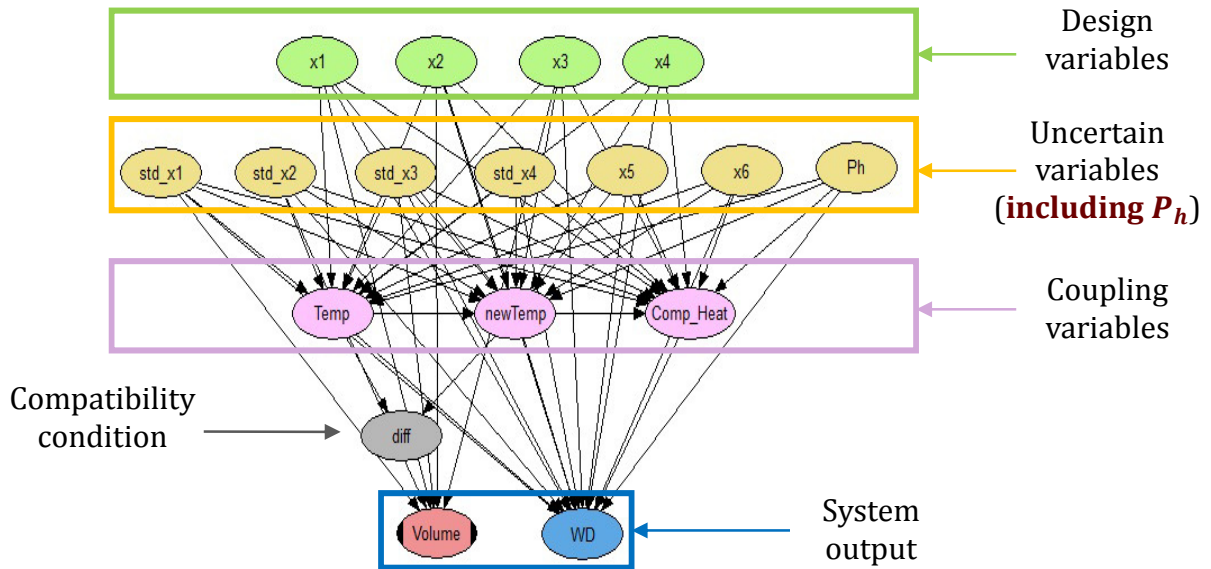 x1 x2 x3 x4
Design
variables
std_x1 std_x2 std_x3 std_x4 x5 x6 Ph
Uncertain
variables
(including P_h)
Temp newTemp Comp_Heat
Coupling
variables
Compatibility
condition
diff
Volume WD
System
output